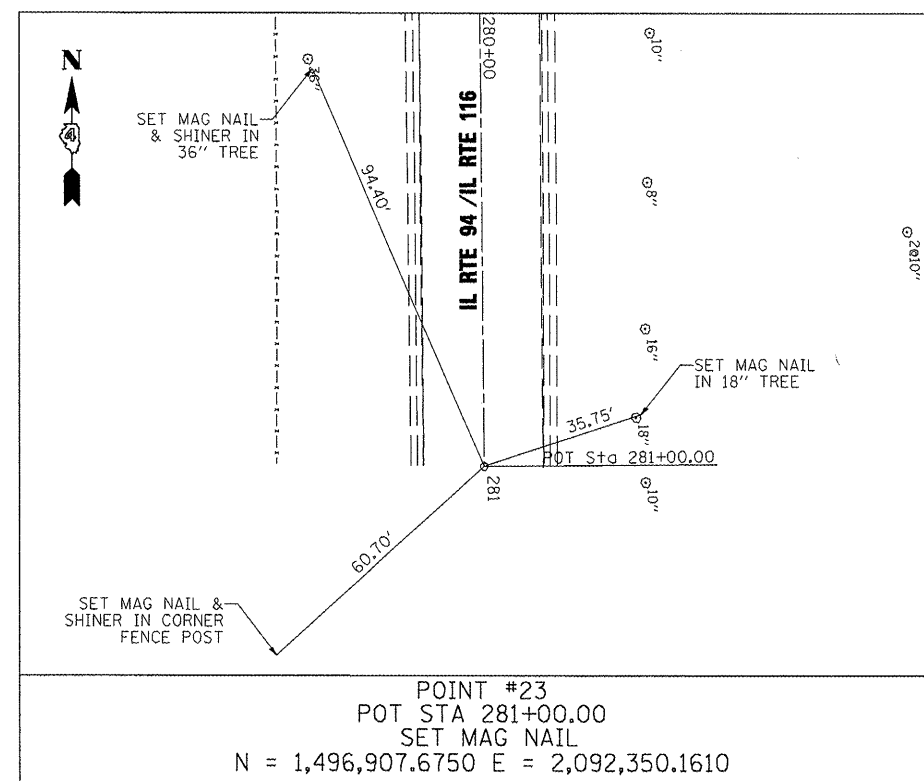 N
4
SET MAG NAIL
& SHINER IN
36" TREE
36"
94.40'
280+00
IL RTE 94 /IL RTE 116
10"
8"
2@10"
16"
SET MAG NAIL
IN 18" TREE
35.75'
18"
POT Sta 281+00.00
281
10"
60.70'
SET MAG NAIL &
SHINER IN CORNER
FENCE POST
POINT #23
POT STA 281+00.00
SET MAG NAIL
N = 1,496,907.6750 E = 2,092,350.1610